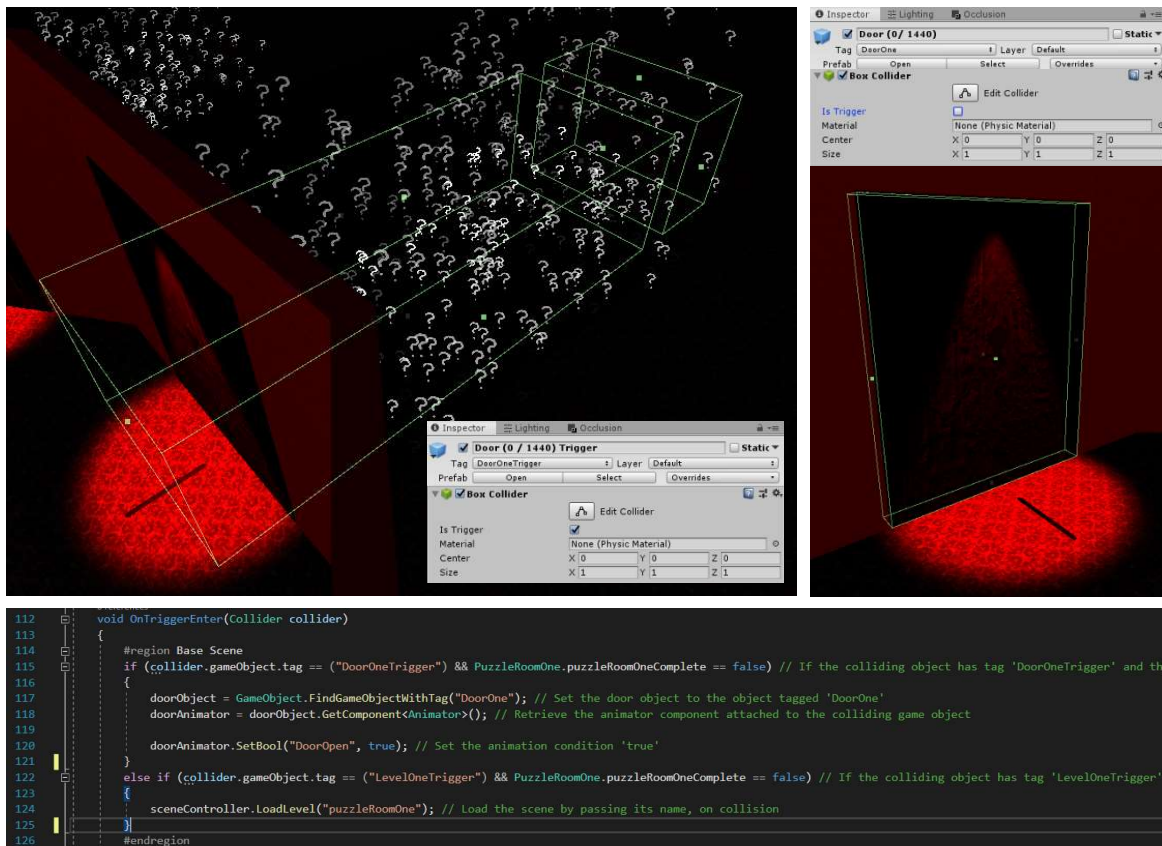 Inspector Lighting Occlusion
Door (0 / 1440) Trigger Static
Tag DoorOneTrigger Layer Default
Prefab Open Select Overrides
Box Collider
Edit Collider
Is Trigger
Material None (Physic Material)
Center X 0 Y 0 Z 0
Size X 1 Y 1 Z 1
Inspector Lighting Occlusion
Door (0/ 1440) Static
Tag DoorOne Layer Default
Prefab Open Select Overrides
Box Collider
Edit Collider
Is Trigger
Material None (Physic Material)
Center X 0 Y 0 Z 0
Size X 1 Y 1 Z 1
112 void OnTriggerEnter(Collider collider)
113 {
114 #region Base Scene
115 if (collider.gameObject.tag == ("DoorOneTrigger") && PuzzleRoomOne.puzzleRoomOneComplete == false) // If the colliding object has tag 'DoorOneTrigger' and th
116 {
117 doorObject = GameObject.FindGameObjectWithTag("DoorOne"); // Set the door object to the object tagged 'DoorOne'
118 doorAnimator = doorObject.GetComponent<Animator>(); // Retrieve the animator component attached to the colliding game object
119
120 doorAnimator.SetBool("DoorOpen", true); // Set the animation condition 'true'
121 }
122 else if (collider.gameObject.tag == ("LevelOneTrigger") && PuzzleRoomOne.puzzleRoomOneComplete == false) // If the colliding object has tag 'LevelOneTrigger'
123 {
124 sceneController.LoadLevel("puzzleRoomOne"); // Load the scene by passing its name, on collision
125 }
126 #endregion